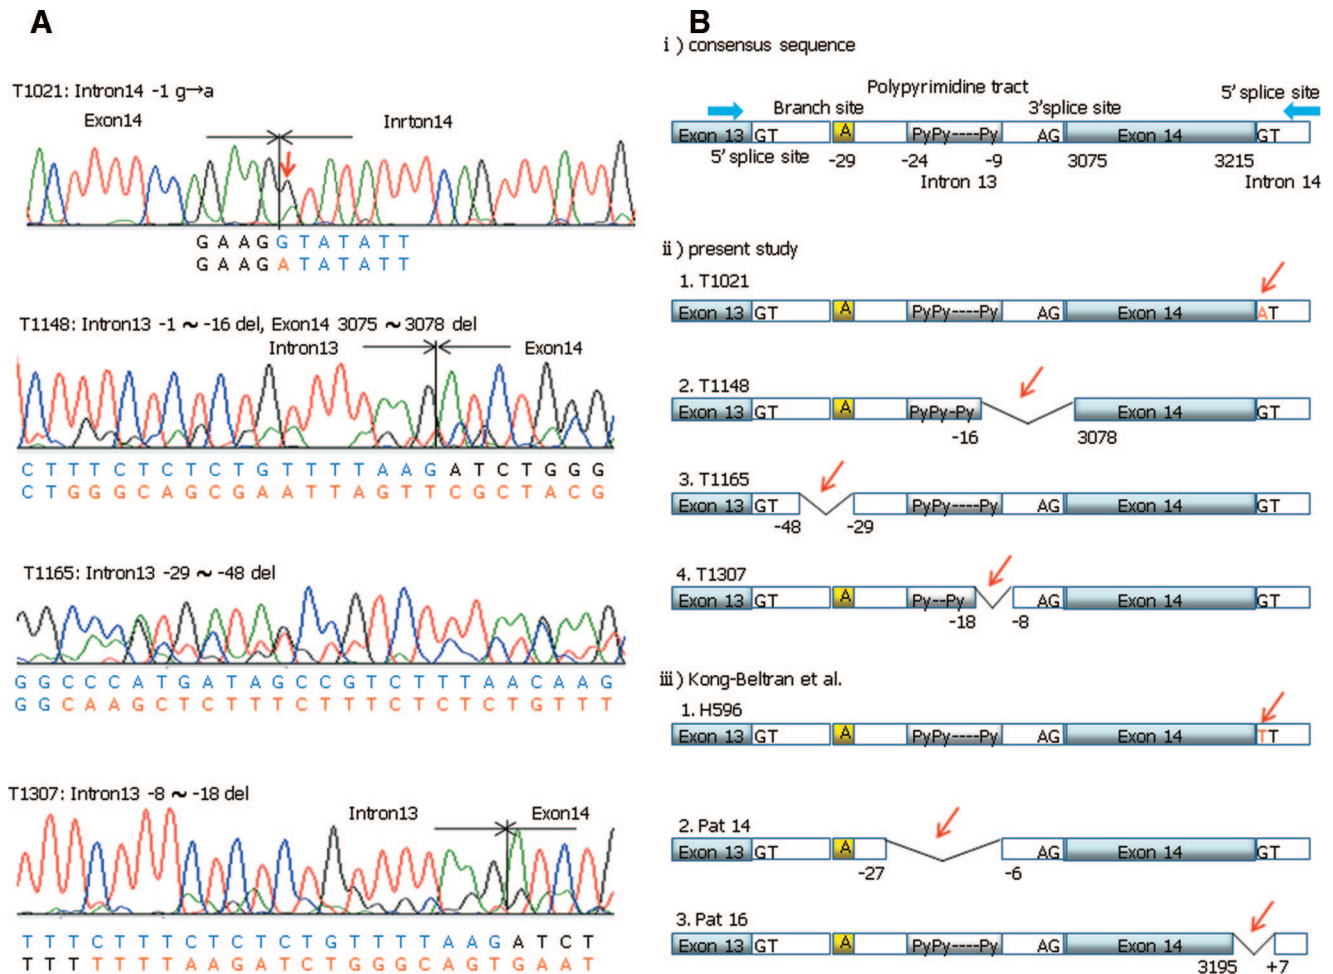 A
T1021: Intron14 -1 g→a
Exon14
Inrton14
G A A G G T A T A T T
G A A G A T A T A T T
T1148: Intron13 -1 ~ -16 del, Exon14 3075 ~ 3078 del
Intron13
Exon14
C T T T C T C T C T G T T T T A A G A T C T G G G
C T G G G C A G C G A A T T A G T T C G C T A C G
T1165: Intron13 -29 ~ -48 del
G G C C C A T G A T A G C C G T C T T T A A C A A G
G G C A A G C T C T T T C T T T C T C T C T G T T T
T1307: Intron13 -8 ~ -18 del
Intron13
Exon14
T T T C T T T C T C T C T G T T T T A A G A T C T
T T T T T T T A A G A T C T G G G C A G T G A A T
B
i ) consensus sequence
Polypyrimidine tract
5' splice site
Branch site
3'splice site
Exon 13 GT A PyPy----Py AG Exon 14 GT
5' splice site -29 -24 -9 3075 3215
Intron 13 Intron 14
ii ) present study
1. T1021
Exon 13 GT A PyPy----Py AG Exon 14 AT
2. T1148
Exon 13 GT A PyPy-Py Exon 14 GT
-16 3078
3. T1165
Exon 13 GT PyPy----Py AG Exon 14 GT
-48 -29
4. T1307
Exon 13 GT A Py--Py AG Exon 14 GT
-18 -8
iii ) Kong-Beltran et al.
1. H596
Exon 13 GT A PyPy----Py AG Exon 14 TT
2. Pat 14
Exon 13 GT A AG Exon 14 GT
-27 -6
3. Pat 16
Exon 13 GT A PyPy----Py AG Exon 14
3195 +7